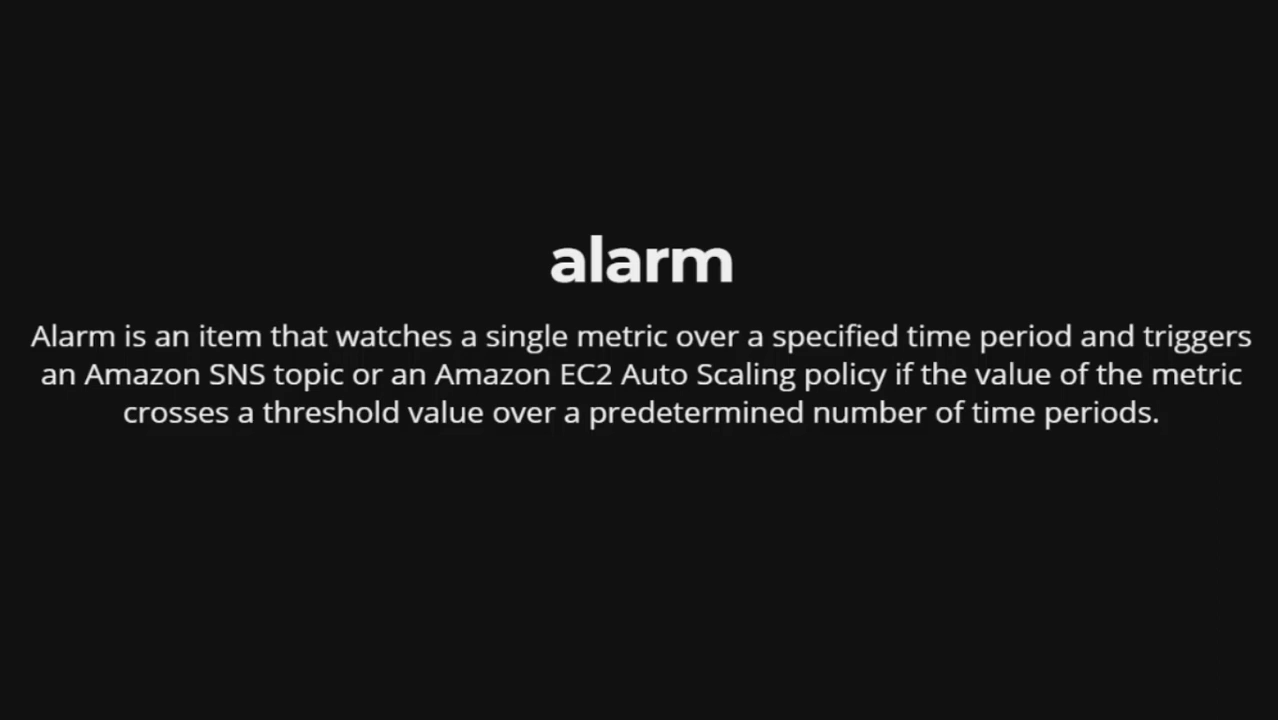 alarm
Alarm is an item that watches a single metric over a specified time period and triggers
an Amazon SNS topic or an Amazon EC2 Auto Scaling policy if the value of the metric
crosses a threshold value over a predetermined number of time periods.